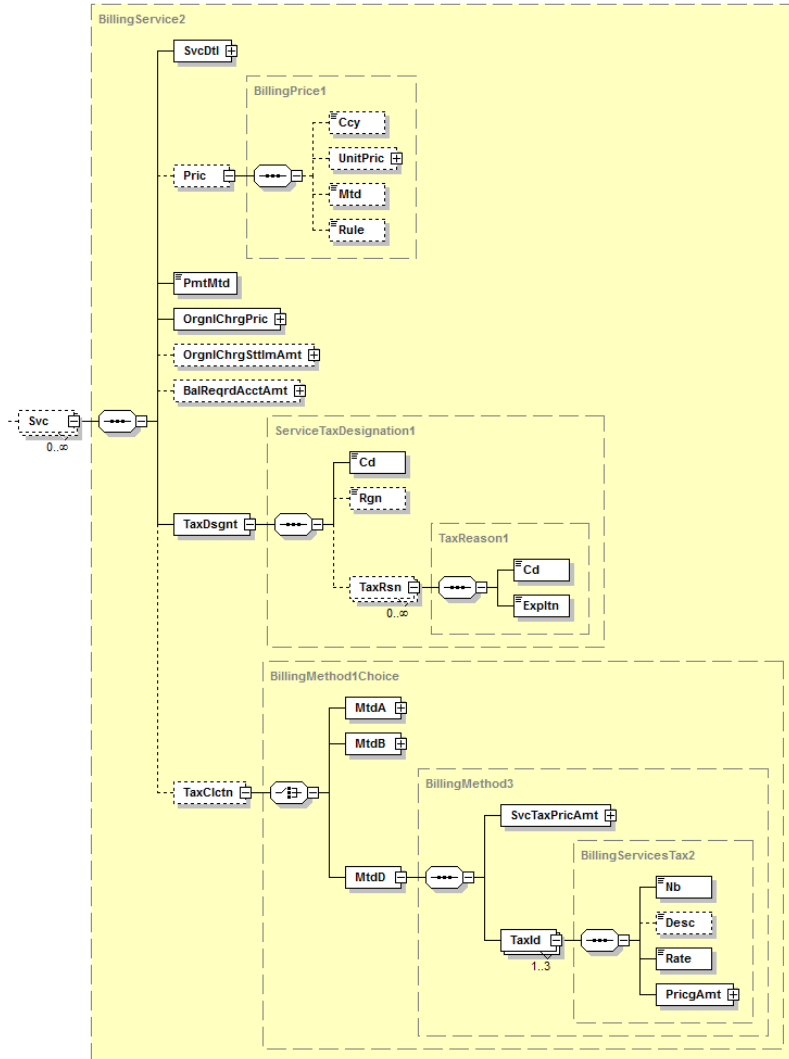 BillingService2
SvcDtl
BillingPrice1
Ccy
UnitPric
Pric
Mtd
Rule
PmtMtd
OrgnlChrgPric
OrgnlChrgSttlmAmt
BalReqrdAcctAmt
Svc
0..∞
ServiceTaxDesignation1
Cd
Rgn
TaxDsgnt
TaxReason1
Cd
TaxRsn
0..∞
Expltn
BillingMethod1Choice
MtdA
MtdB
TaxClctn
BillingMethod3
SvcTaxPricAmt
BillingServicesTax2
MtdD
Nb
Desc
TaxId
1..3
Rate
PricgAmt